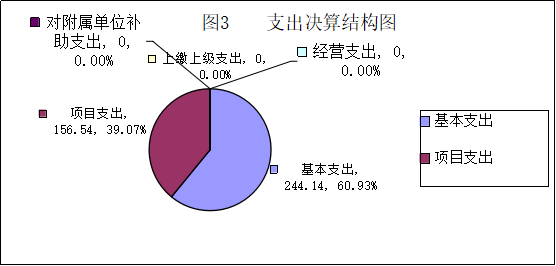 图3 支出决算结构图
对附属单位补
助支出, 0,
0.00%
上缴上级支出, 0,
0.00%
经营支出, 0,
0.00%
项目支出,
156.54, 39.07%
基本支出,
244.14, 60.93%
基本支出
项目支出